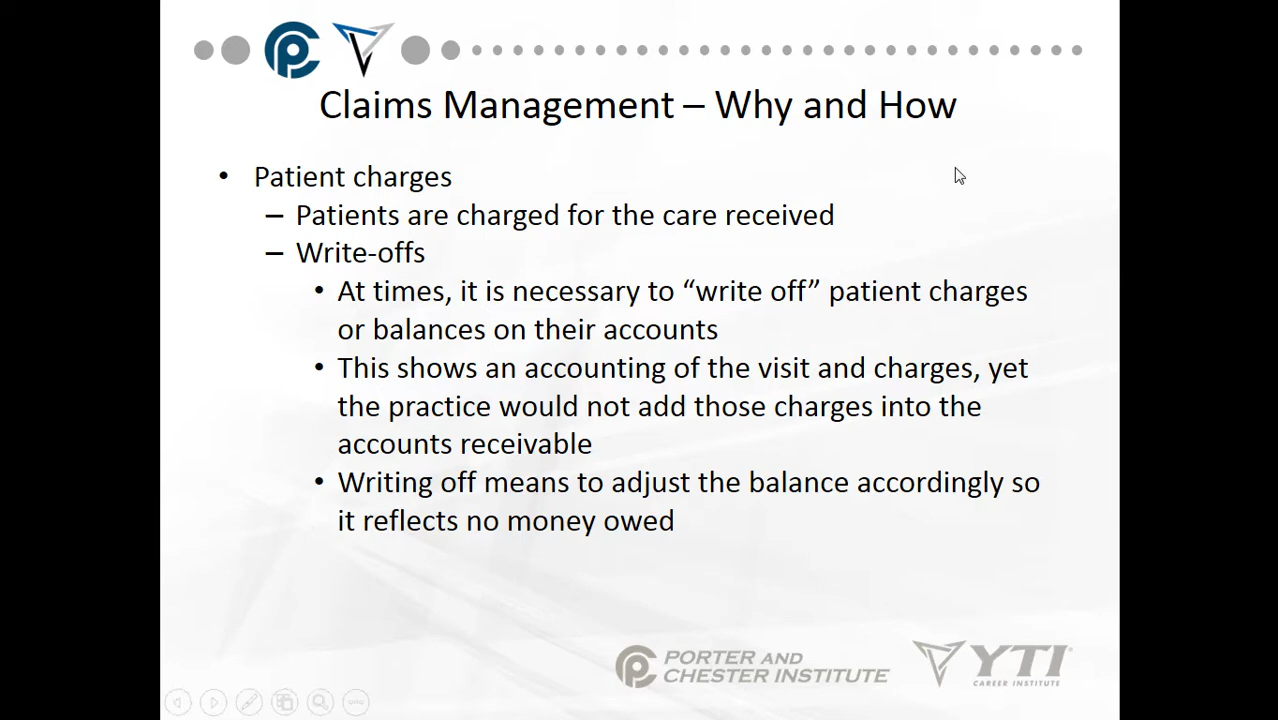 Claims Management – Why and How
• Patient charges
– Patients are charged for the care received
– Write-offs
• At times, it is necessary to “write off” patient charges
or balances on their accounts
• This shows an accounting of the visit and charges, yet
the practice would not add those charges into the
accounts receivable
• Writing off means to adjust the balance accordingly so
it reflects no money owed
PORTER AND
CHESTER INSTITUTE
YTI
CAREER INSTITUTE